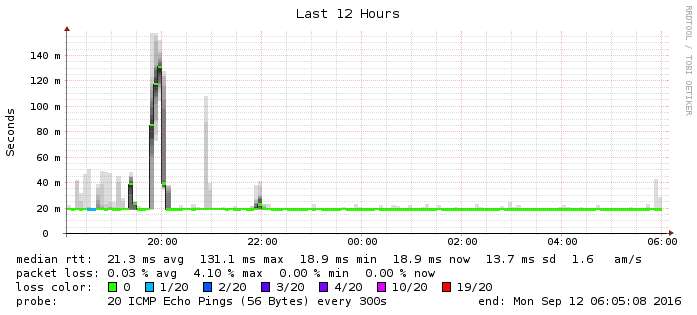 Last 12 Hours
RRDTOOL / TOBI OETIKER
Seconds
140 m
120 m
100 m
80 m
60 m
40 m
20 m
0
20:00 22:00 00:00 02:00 04:00 06:00
median rtt: 21.3 ms avg 131.1 ms max 18.9 ms min 18.9 ms now 13.7 ms sd 1.6 am/s
packet loss: 0.03 % avg 4.10 % max 0.00 % min 0.00 % now
loss color: 0 1/20 2/20 3/20 4/20 10/20 19/20
probe: 20 ICMP Echo Pings (56 Bytes) every 300s end: Mon Sep 12 06:05:08 2016